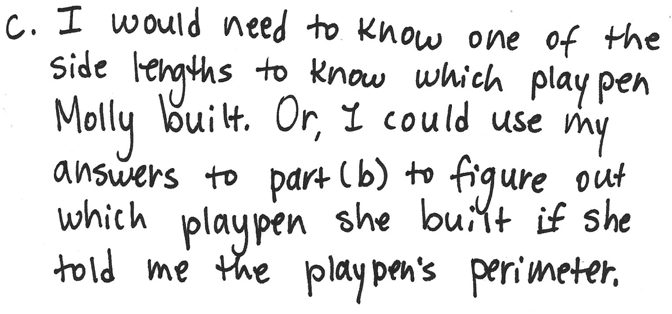 c. I would need to know one of the
side lengths to know which playpen
Molly built. Or, I could use my
answers to part (b) to figure out
which playpen she built if she
told me the playpen's perimeter.